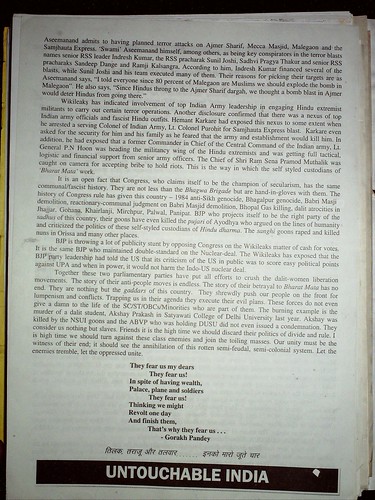 Aseemanand admits to having planned terror attacks on Ajmer Sharif, Mecca Masjid, Malegaon and the
Samjhauta Express. 'Swami' Aseemanand himself, among others, as being key conspirators in the terror blasts
names senior RSS leader Indresh Kumar, the RSS pracharak Sunil Joshi, Sadhvi Pragya Thakur and senior RSS
pracharaks Sandeep Dange and Ramji Kalsangra. According to him, Indresh Kumar financed several of the
blasts, while Sunil Joshi and his team executed many of them. Their reasons for picking their targets are as
Aseemanand says, "I told everyone since 80 percent of Malegaon are Muslims we should explode the bomb in
Malegaon". He also says. "Since Hindus throng to the Ajmer Sharif dargah, we thought a bomb blast in Ajmer
would deter Hindus from going there."
Wikileaks has indicated involvement of top Indian Army leadership in engaging Hindu extremist
militants to carry out certain terror operations. Another disclosure confirmed that there was a nexus of top
Indian army officials and fascist Hindu outfits. Hemant Karkare had exposed this nexus to some extent when
he arrested a serving Colonel of Indian Army, Lt. Colonel Purohit for Samjhauta Express blast. Karkare even
asked for the security for him and his family as he feared that the army and establishment would kill him. In
addition, he had exposed that a former Commander in Chief of the Central Command of the Indian army, Lt.
General P.N Hoon was heading the militancy wing of the Hindu extremists and was getting full tactical,
logistic and financial support from senior army officers. The Chief of Shri Ram Sena Pramod Muthalik was
caught on camera for accepting bribe to hold riots. This is the way in which the self styled custodians of
Bharat Mata work.
It is an open fact that Congress, who claims itself to be the champion of secularism, has the same
communal/fascist history. They are not less than the Bhagwa Brigade but are hand-in-gloves with them. The
history of Congress rule has given this country – 1984 anti-Sikh genocide, Bhagalpur genocide, Babri Masjid
demolition, reactionary-communal judgment on Babri Masjid demolition, Bhopal Gas killing, dalit atrocities in
Jhajjar, Gohana, Khairlanji, Mirchpur, Palwal, Panipat. BJP who projects itself to be the right party of the
sadhus of this country, their goons have even killed the pujari of Ayodhya who argued on the lines of humanity
and criticized the politics of these self-styled custodians of Hindu dharma. The sanghi goons raped and killed
nuns in Orissa and many other places.
BJP is throwing a lot of publicity stunt by opposing Congress on the Wikileaks matter of cash for votes.
It is the same BJP who maintained double-standard on the Nuclear-deal. The Wikileaks has exposed that the
BJP party leadership had told the US that its criticism of the US in public was to score easy political points
against UPA and when in power, it would not harm the Indo-US nuclear deal.
Together these two parliamentary parties have put all efforts to crush the dalit-women liberation
movements. The story of their anti-people moves is endless. The story of their betrayal to Bharat Mata has no
end. They are nothing but the gaddars of this country. They threwdly push our people on the front for
lumpenism and conflicts. Trapping us in their agenda they execute their evil plans. These forces do not even
give a damn to the life of the SC/ST/OBCs/Minorities who are part of them. The burning example is the
murder of a dalit student, Akshay Prakash in Satyawati College of Delhi University last year. Akshay was
killed by the NSUI goons and the ABVP who was holding DUSU did not even issued a condemnation. They
consider us nothing but slaves. Friends it is the high time we should discard their politics of divide and rule. I
is high time we should turn against these class enemies and join the toiling masses. Our unity must be the
witness of their end; it should see the annihilation of this rotten semi-feudal, semi-colonial system. Let the
enemies tremble, let the oppressed unite.
They fear us my dears
They fear us!
In spite of having wealth,
Palace, plane and soldiers
They fear us!
Thinking we might
Revolt one day
And finish them,
That's why they fear us . . .
- Gorakh Pandey
तिलक, तराजू और तलवार ...... इनको मारो जूते चार
UNTOUCHABLE INDIA